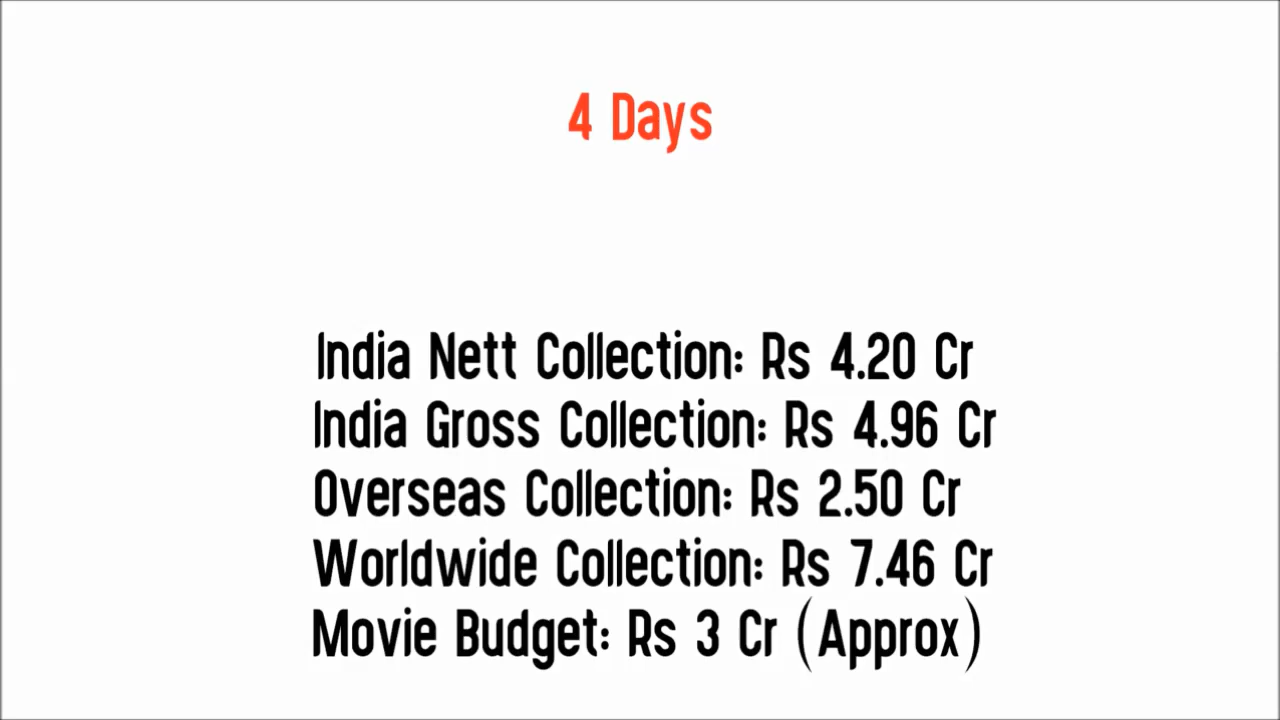 4 Days
India Nett Collection: Rs 4.20 Cr
India Gross Collection: Rs 4.96 Cr
Overseas Collection: Rs 2.50 Cr
Worldwide Collection: Rs 7.46 Cr
Movie Budget: Rs 3 Cr (Approx)